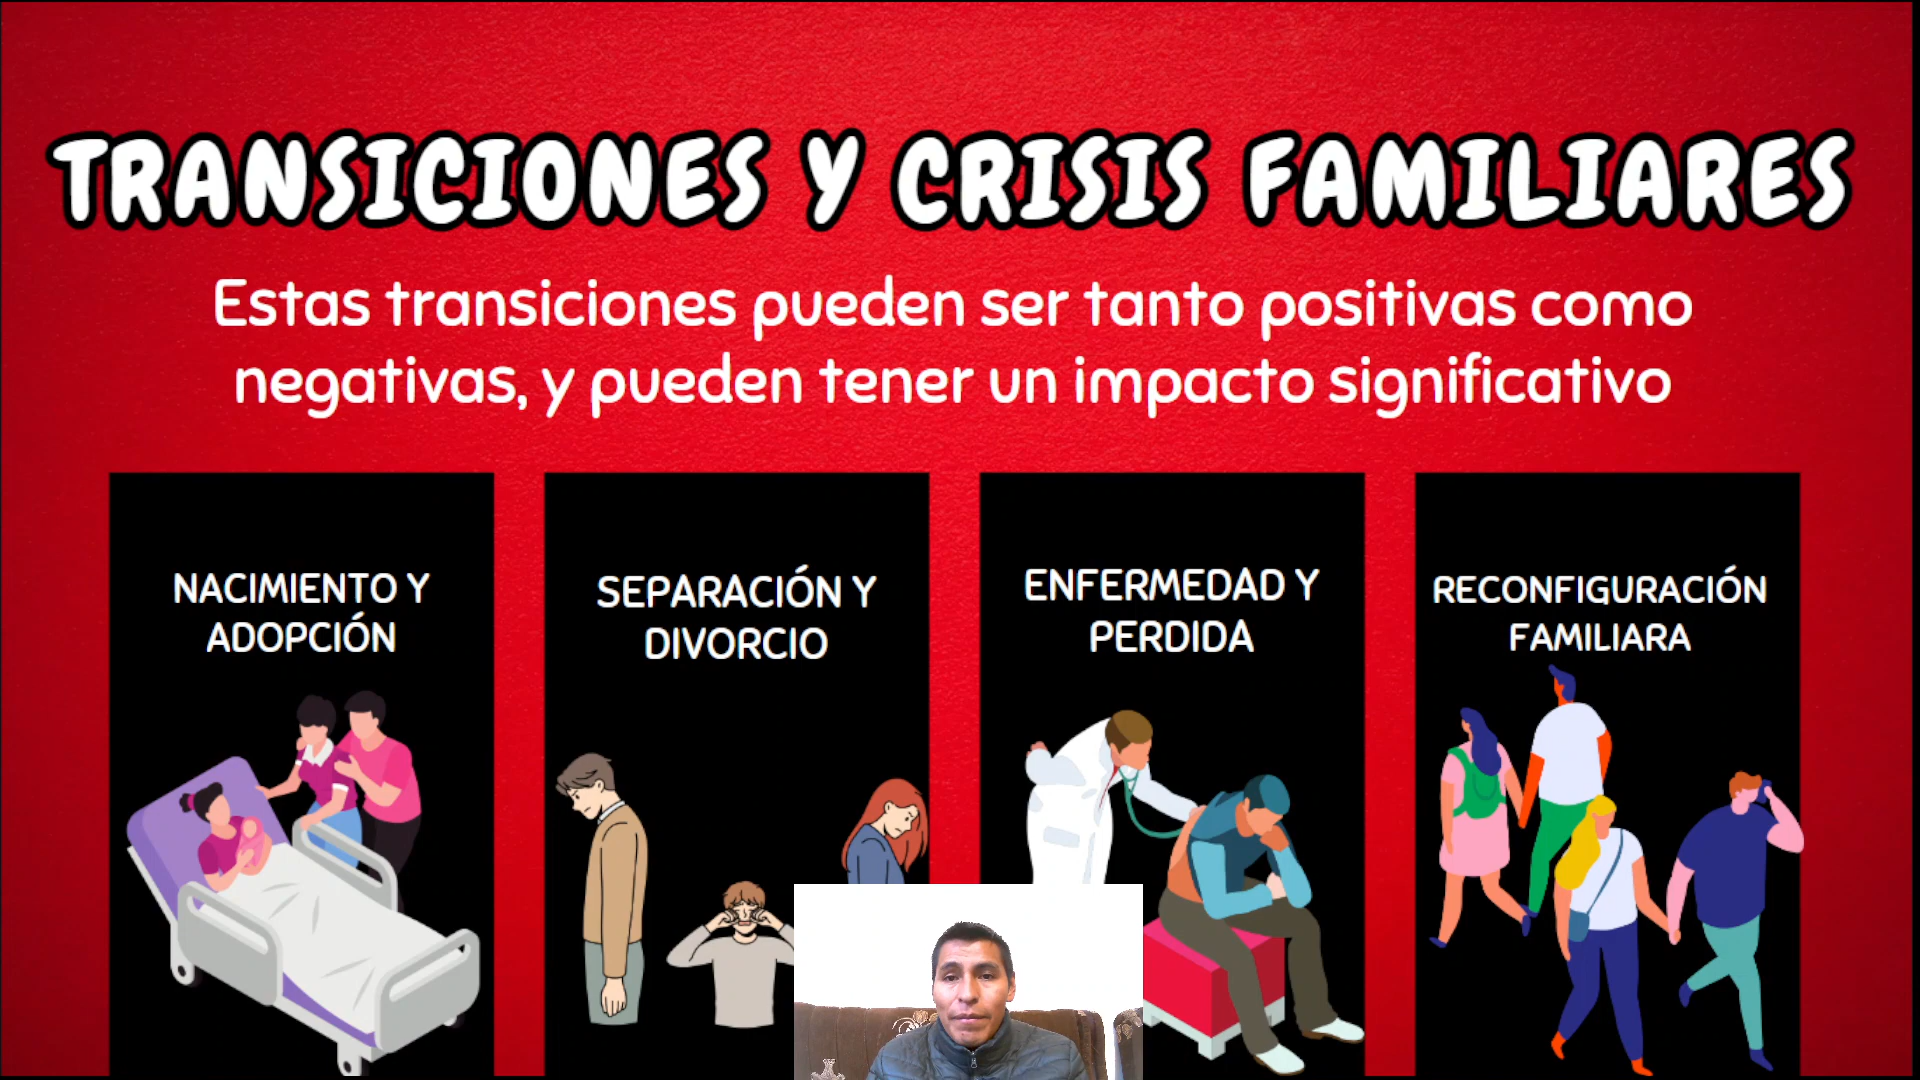 TRANSICIONES Y CRISIS FAMILIARES
Estas transiciones pueden ser tanto positivas como
negativas, y pueden tener un impacto significativo
NACIMIENTO Y
ADOPCIÓN
SEPARACIÓN Y
DIVORCIO
ENFERMEDAD Y
PERDIDA
RECONFIGURACIÓN
FAMILIARA